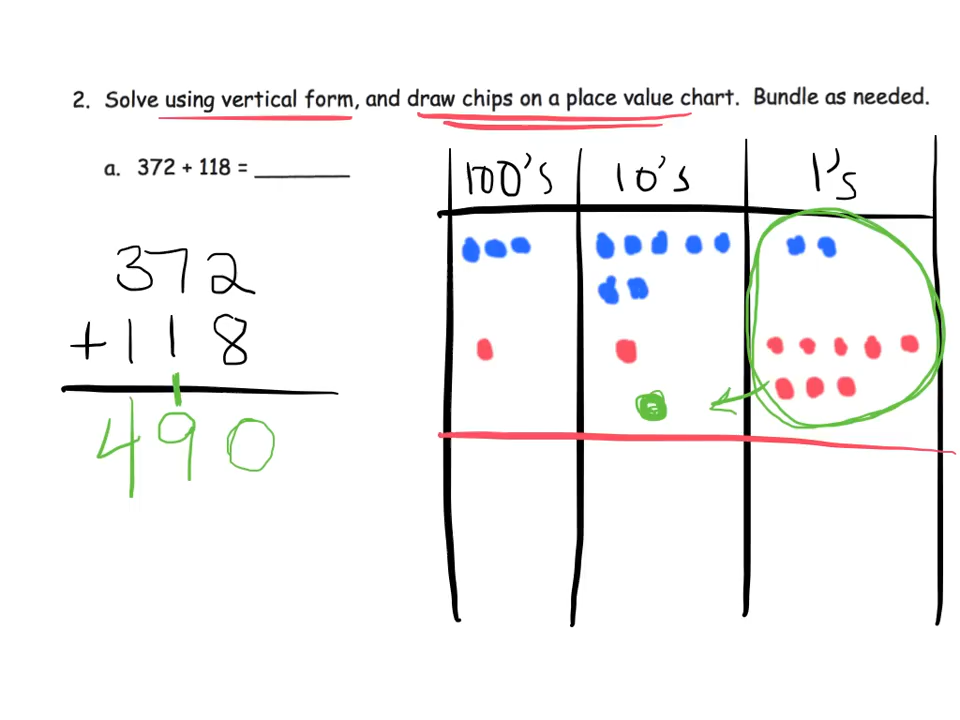 2. Solve using vertical form, and draw chips on a place value chart. Bundle as needed.
a. 372 + 118 = ________
100's 10's 1's
372
+118
1
490